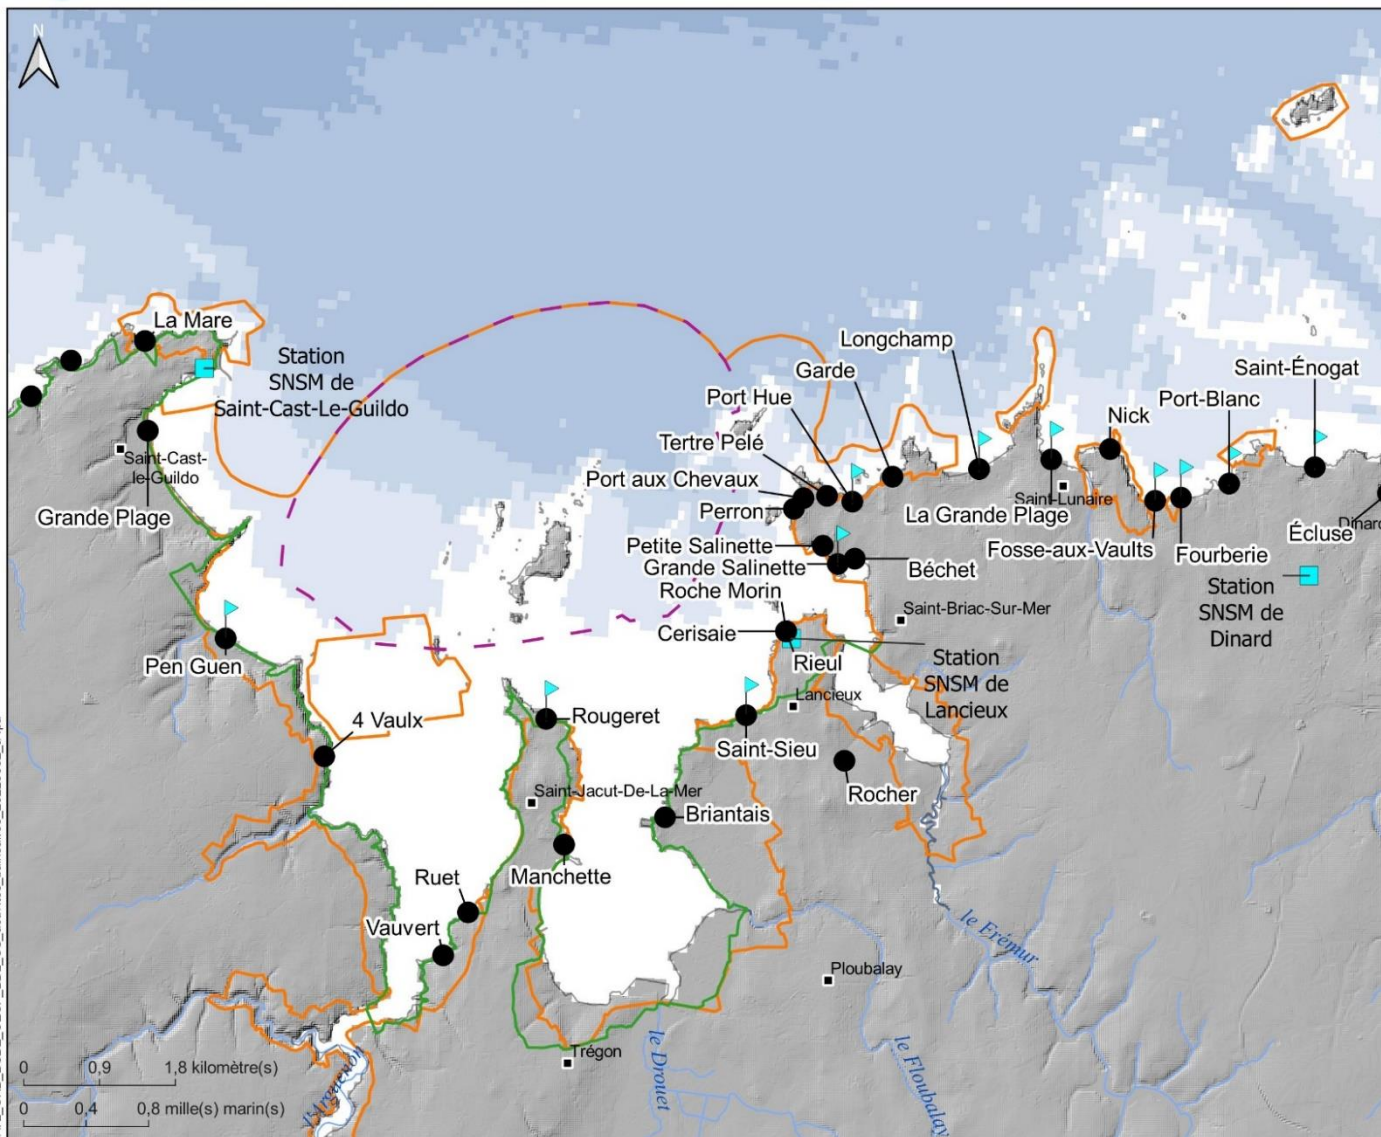 N
La Mare
Station
SNSM de
Saint-Cast-Le-Guildo
Saint-Cast-
le-Guildo
Grande Plage
Pen Guen
4 Vaulx
Longchamp
Garde
Port Hue
Tertre Pelé
Port aux Chevaux
Perron
Petite Salinette
Grande Salinette
Roche Morin
Cerisaie
Rieul
Béchet
Saint-Briac-Sur-Mer
Station
SNSM de
Lancieux
Lancieux
Saint-Énogat
Port-Blanc
Nick
Saint-Lunaire
La Grande Plage
Fosse-aux-Vaults
Fourberie
Écluse
Dinard
Station
SNSM de
Dinard
Rougeret
Saint-Sieu
Rocher
Saint-Jacut-De-La-Mer
Briantais
Manchette
Ruet
Vauvert
le Frémur
Ploubalay
Trégon
le Drouet
le Floubalay
l'Arguenon
0 0,9 1,8 kilomètre(s)
0 0,4 0,8 mille(s) marin(s)